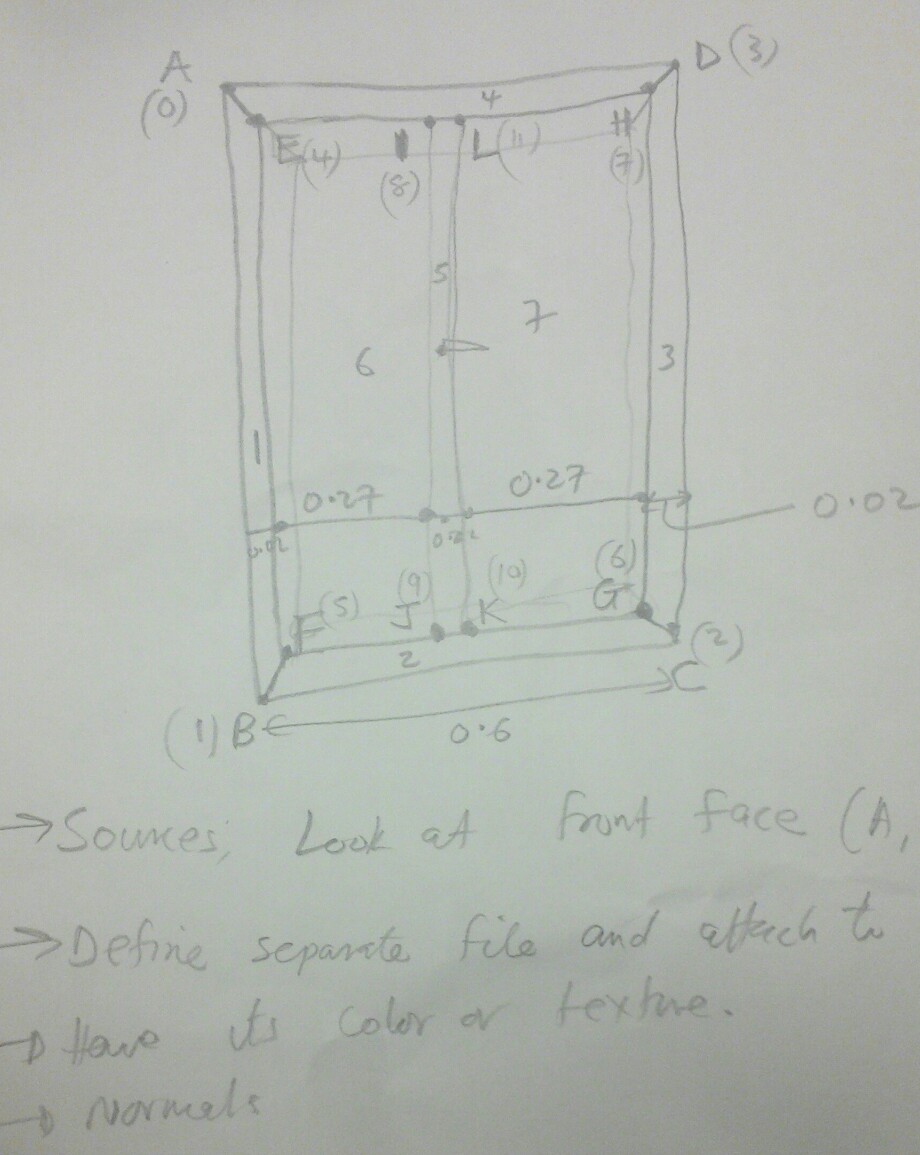 A D (3)
(0) 4
E(4) I L(11) H
(8) (7)
5
7
6 3
1
0.27 0.27
0.02
0.02 0.02
(9) (10) (6)
F(5) J K G
2 (2)
C
(1) B 0.6
→ Sources, Look at front face (A,
→ Define separate file and attach to
→ Have its color or texture.
→ Normals